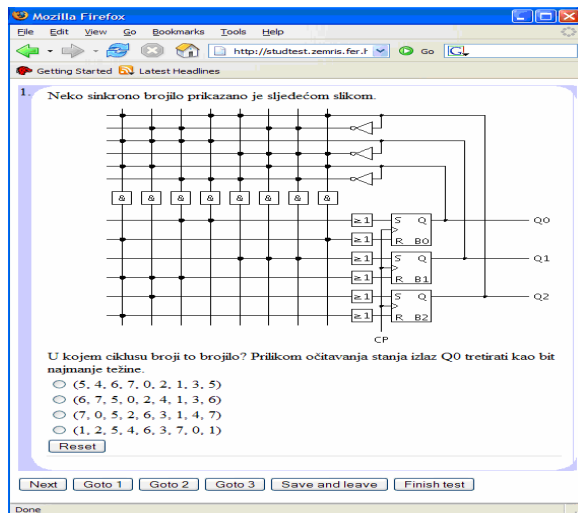 Mozilla Firefox
File Edit View Go Bookmarks Tools Help
http://studtest.zemris.fer.h Go G
Getting Started Latest Headlines
1. Neko sinkrono brojilo prikazano je sljedećom slikom.
& & & & & & & &
≥1 S Q Q0
≥1 R B0
≥1 S Q Q1
≥1 R B1
≥1 S Q Q2
≥1 R B2
CP
U kojem ciklusu broji to brojilo? Prilikom očitavanja stanja izlaz Q0 tretirati kao bit
najmanje težine.
(5, 4, 6, 7, 0, 2, 1, 3, 5)
(6, 7, 5, 0, 2, 4, 1, 3, 6)
(7, 0, 5, 2, 6, 3, 1, 4, 7)
(1, 2, 5, 4, 6, 3, 7, 0, 1)
Reset
Next Goto 1 Goto 2 Goto 3 Save and leave Finish test
Done